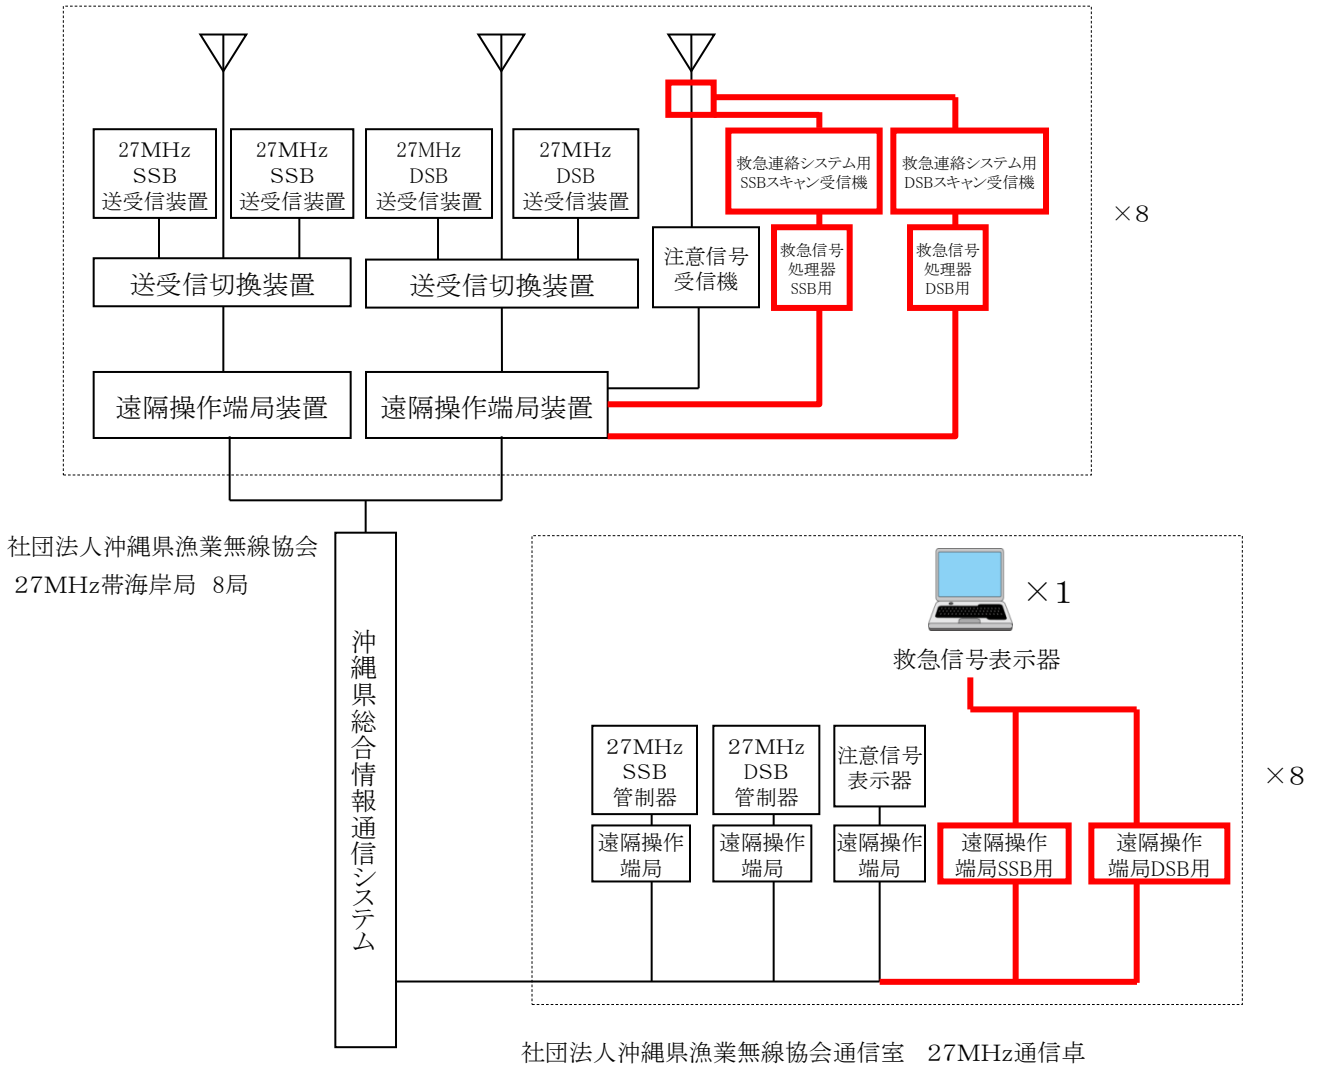 27MHz
SSB
送受信装置
27MHz
SSB
送受信装置
27MHz
DSB
送受信装置
27MHz
DSB
送受信装置
救急連絡システム用
SSBスキャン受信機
救急連絡システム用
DSBスキャン受信機
×8
送受信切換装置
送受信切換装置
注意信号
受信機
救急信号
処理器
SSB用
救急信号
処理器
DSB用
遠隔操作端局装置
遠隔操作端局装置
社団法人沖縄県漁業無線協会
27MHz帯海岸局 8局
沖縄県総合情報通信システム
×1
救急信号表示器
27MHz
SSB
管制器
27MHz
DSB
管制器
注意信号
表示器
×8
遠隔操作
端局
遠隔操作
端局
遠隔操作
端局
遠隔操作
端局SSB用
遠隔操作
端局DSB用
社団法人沖縄県漁業無線協会通信室 27MHz通信卓